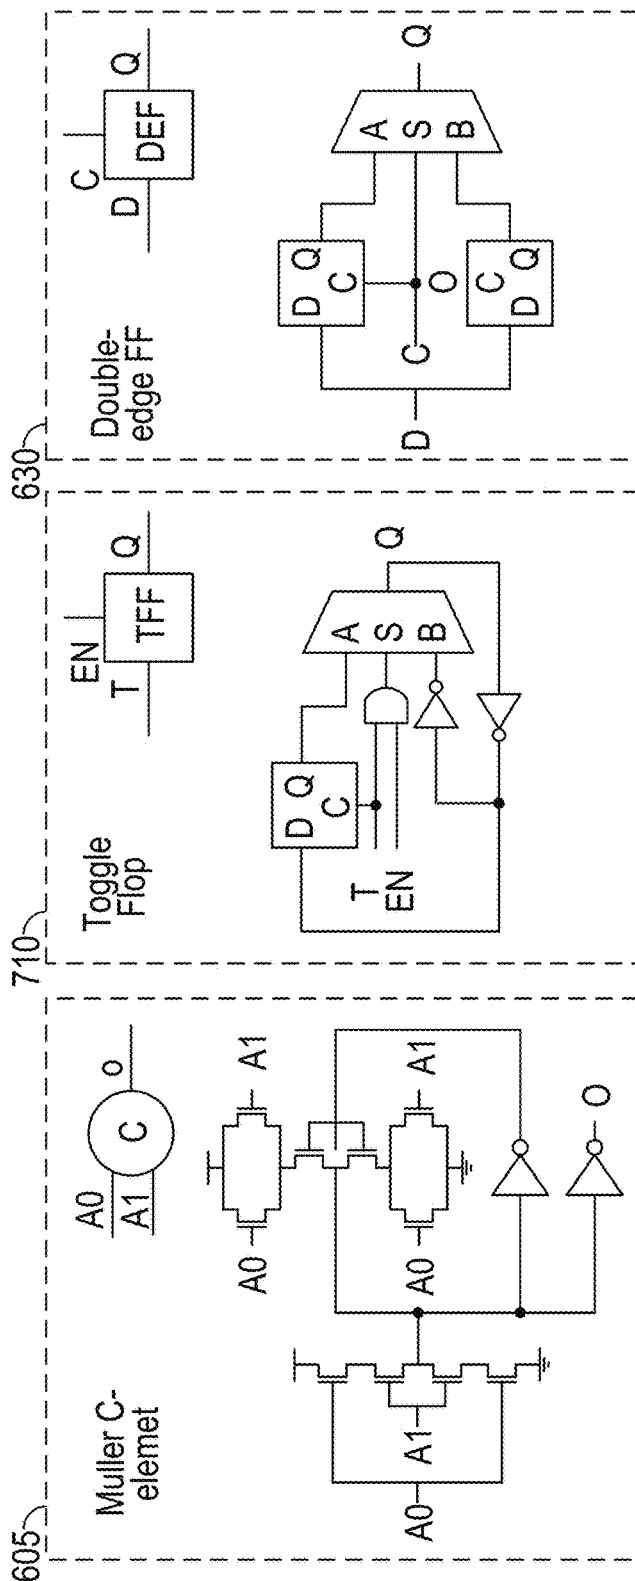 605
Muller C-
elemet
A0
A1
C
o
A0
A1
A0
A1
A0
A1
O
710
Toggle
Flop
EN
T
TFF
Q
D
Q
C
T
EN
A
S
B
Q
630
Double-
edge FF
C
D
DEF
Q
D
Q
C
D
C
O
C
D
Q
A
S
B
Q